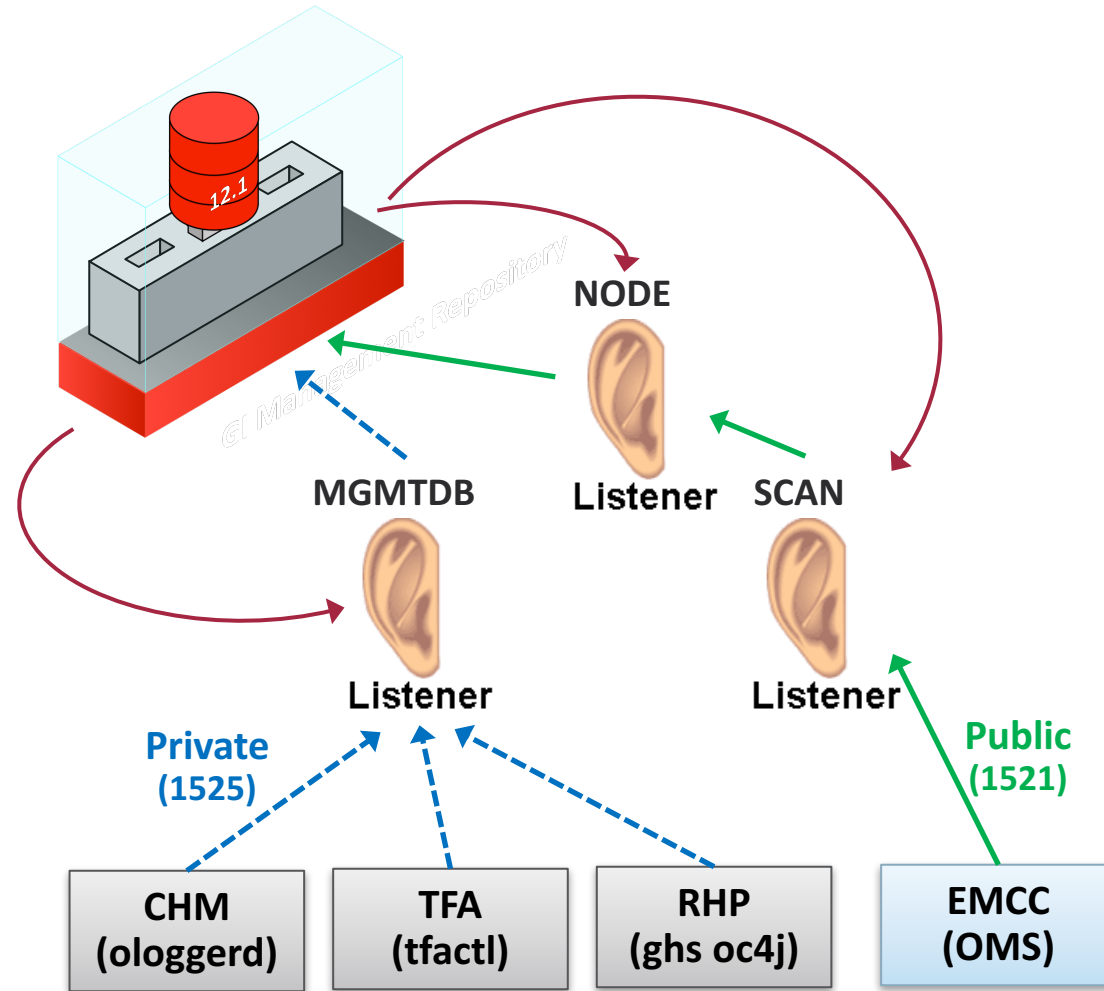 12.1
GI Management Repository
NODE
Listener
MGMTDB
Listener
SCAN
Listener
Private
(1525)
Public
(1521)
CHM
(ologgerd)
TFA
(tfactl)
RHP
(ghs oc4j)
EMCC
(OMS)